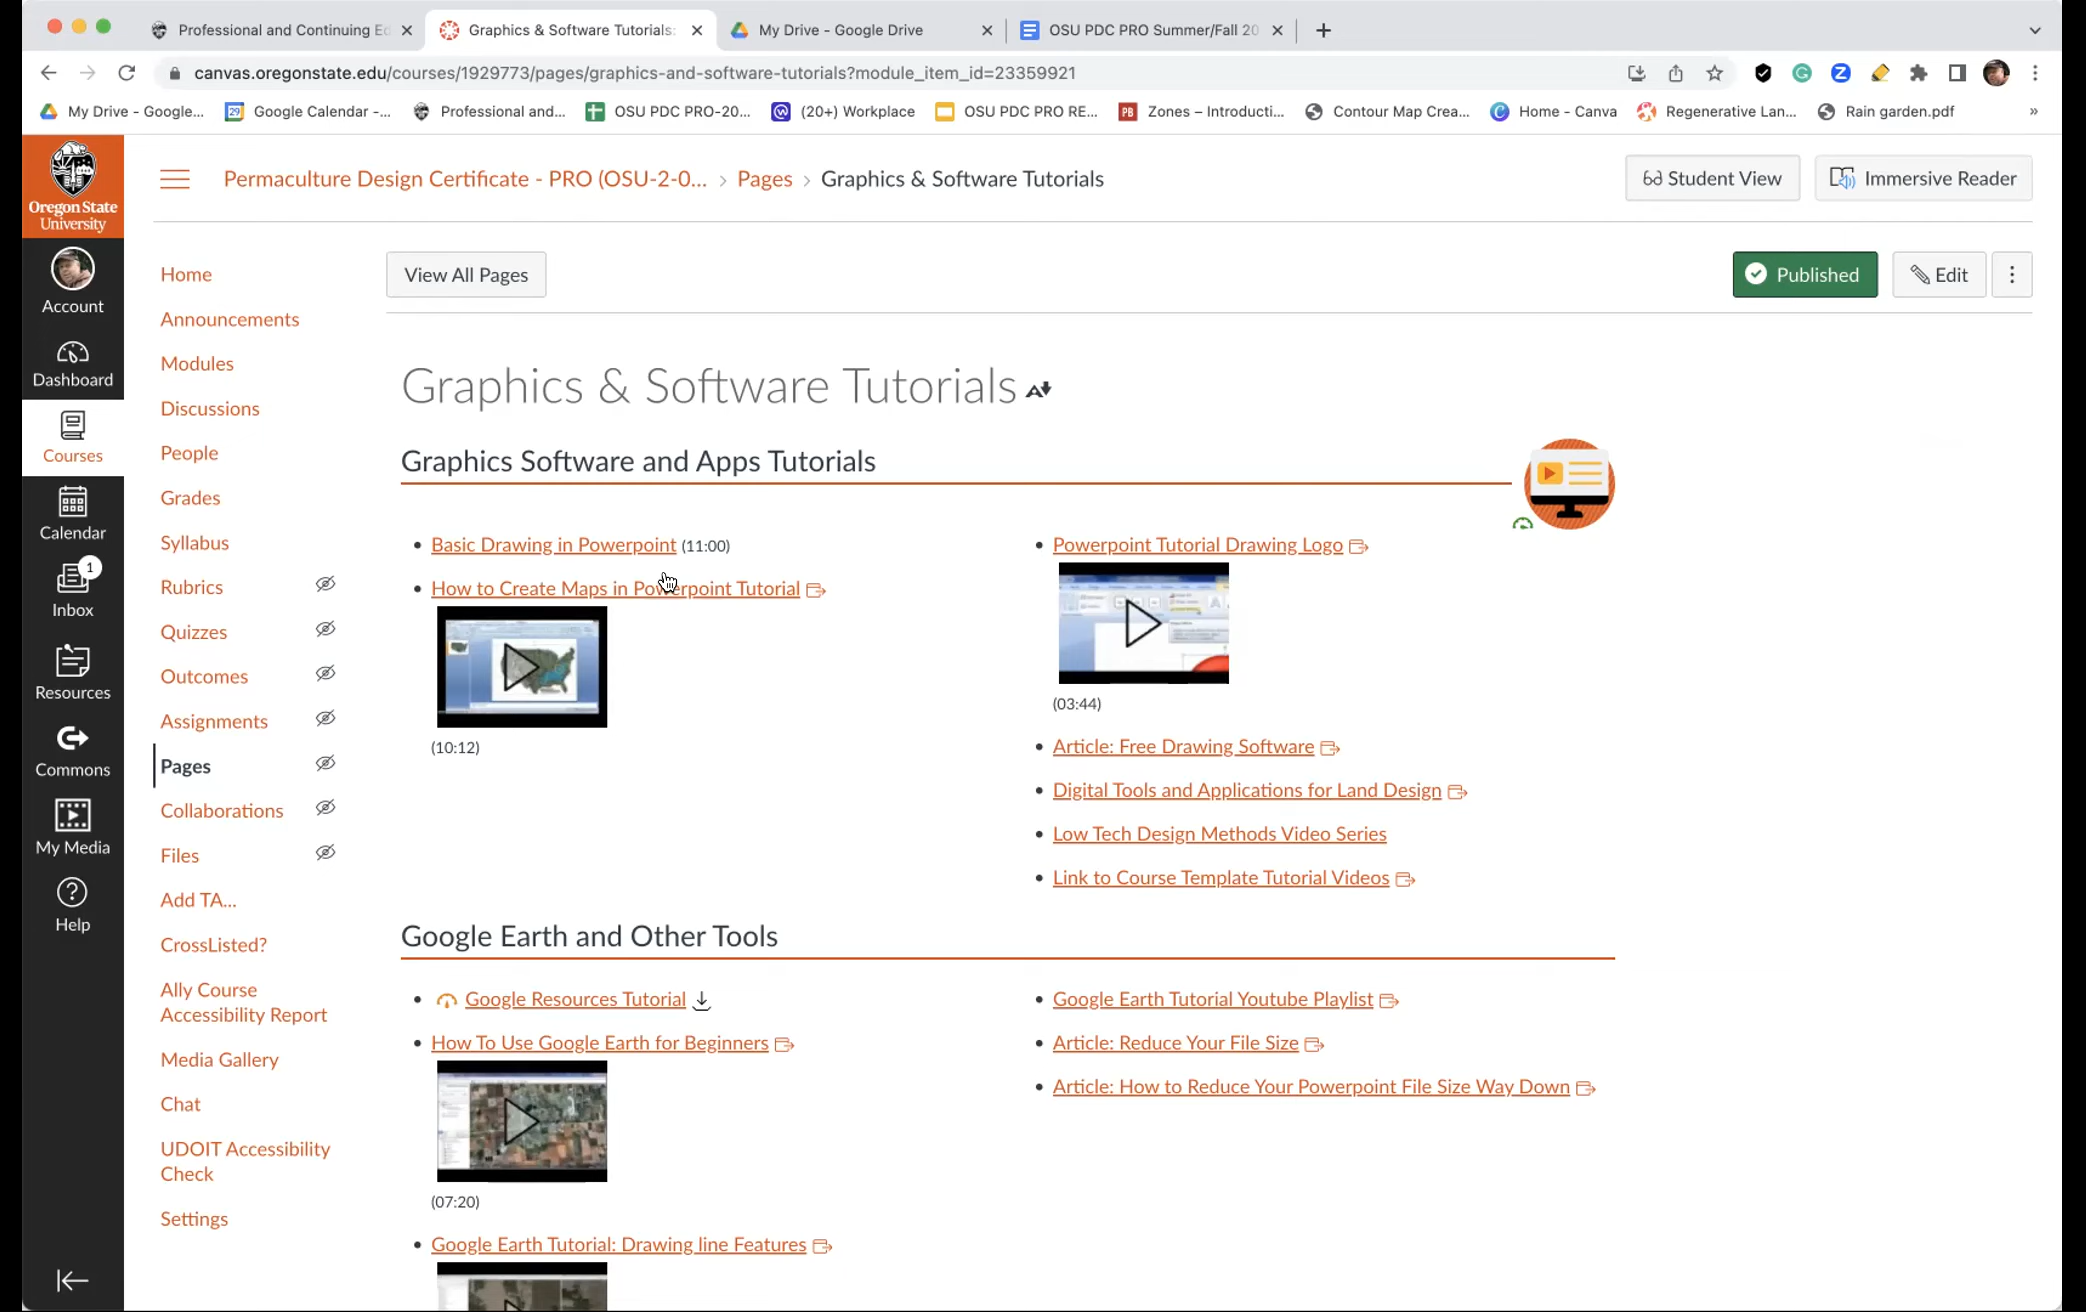 Professional and Continuing Ed
Graphics & Software Tutorials:
My Drive - Google Drive
OSU PDC PRO Summer/Fall 20
canvas.oregonstate.edu/courses/1929773/pages/graphics-and-software-tutorials?module_item_id=23359921
My Drive - Google...
Google Calendar -...
Professional and...
OSU PDC PRO-20...
(20+) Workplace
OSU PDC PRO RE...
PB
Zones – Introducti...
Contour Map Crea...
Home - Canva
Regenerative Lan...
Rain garden.pdf
»
Oregon State
University
Permaculture Design Certificate - PRO (OSU-2-0... › Pages › Graphics & Software Tutorials
Student View
Immersive Reader
Account
Dashboard
Courses
Calendar
1
Inbox
Resources
Commons
My Media
Help
Home
Announcements
Modules
Discussions
People
Grades
Syllabus
Rubrics
Quizzes
Outcomes
Assignments
Pages
Collaborations
Files
Add TA...
CrossListed?
Ally Course
Accessibility Report
Media Gallery
Chat
UDOIT Accessibility
Check
Settings
View All Pages
Published
Edit
Graphics & Software Tutorials
Graphics Software and Apps Tutorials
Basic Drawing in Powerpoint (11:00)
How to Create Maps in Powerpoint Tutorial
(10:12)
Powerpoint Tutorial Drawing Logo
(03:44)
Article: Free Drawing Software
Digital Tools and Applications for Land Design
Low Tech Design Methods Video Series
Link to Course Template Tutorial Videos
Google Earth and Other Tools
Google Resources Tutorial
How To Use Google Earth for Beginners
(07:20)
Google Earth Tutorial: Drawing line Features
Google Earth Tutorial Youtube Playlist
Article: Reduce Your File Size
Article: How to Reduce Your Powerpoint File Size Way Down